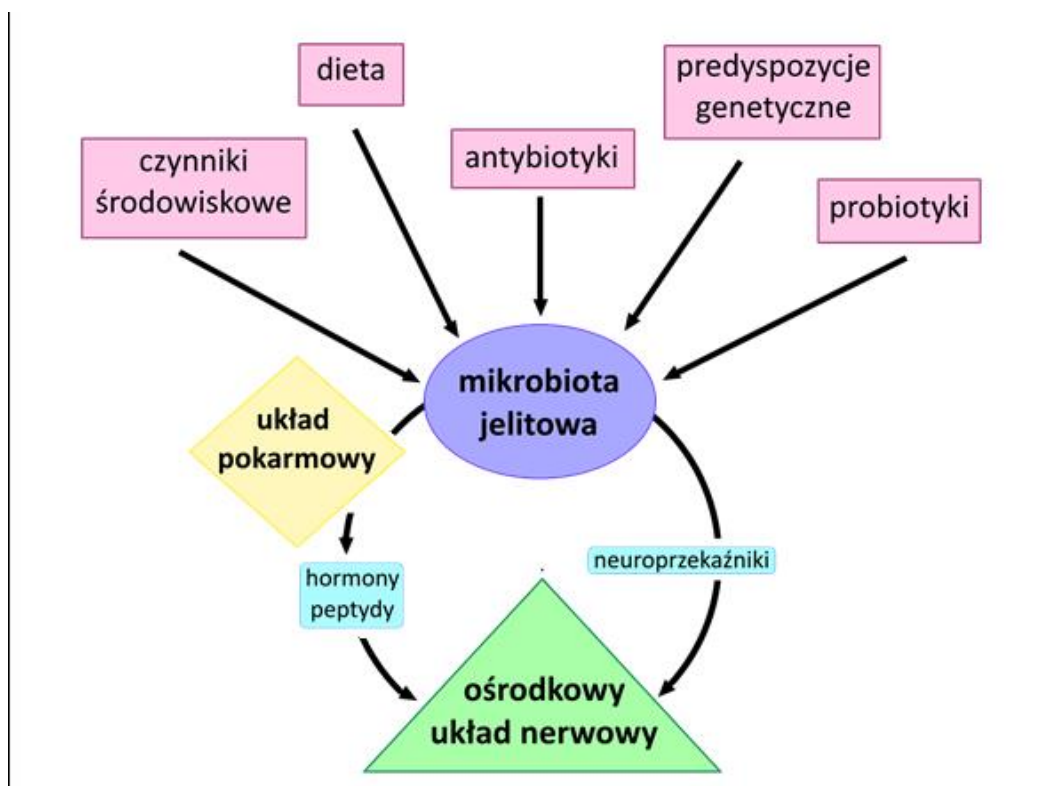 dieta
predyspozycje
genetyczne
antybiotyki
czynniki
środowiskowe
probiotyki
mikrobiota
jelitowa
układ
pokarmowy
hormony
peptydy
neuroprzekaźniki
ośrodkowy
układ nerwowy